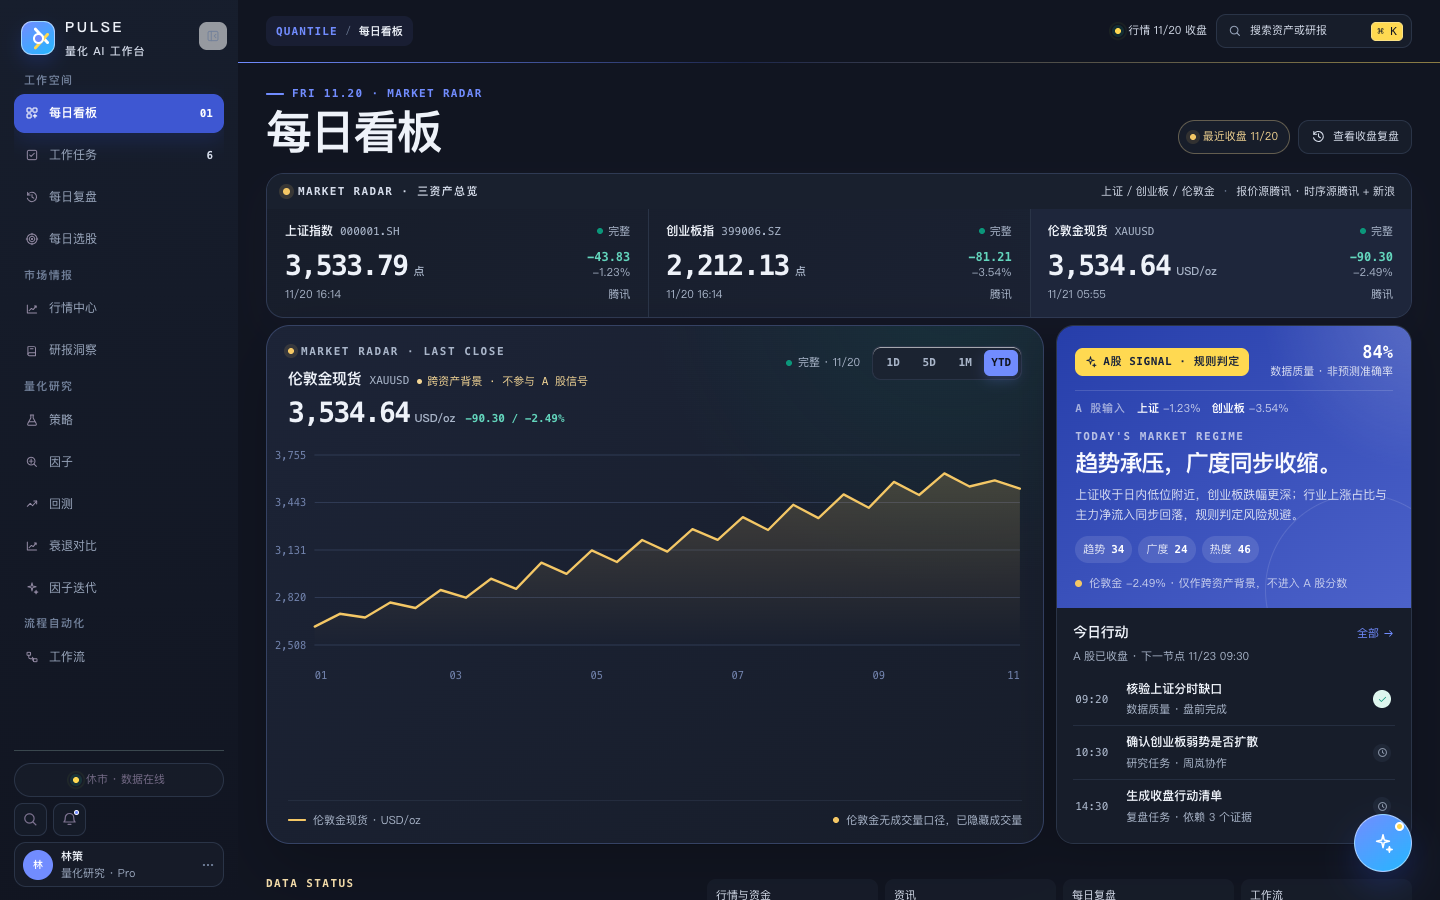 PULSE
量化 AI 工作台
工作空间
每日看板 01
工作任务 6
每日复盘
每日选股
市场情报
行情中心
研报洞察
量化研究
策略
因子
回测
衰退对比
因子迭代
流程自动化
工作流
休市 · 数据在线
林 林策
量化研究 · Pro
QUANTILE / 每日看板
行情 11/20 收盘
搜索资产或研报 ⌘ K
FRI 11.20 · MARKET RADAR
每日看板
最近收盘 11/20
查看收盘复盘
MARKET RADAR · 三资产总览
上证 / 创业板 / 伦敦金 · 报价源腾讯 · 时序源腾讯 + 新浪
上证指数 000001.SH 完整
3,533.79 点 −43.83
−1.23%
11/20 16:14 腾讯
创业板指 399006.SZ 完整
2,212.13 点 −81.21
−3.54%
11/20 16:14 腾讯
伦敦金现货 XAUUSD 完整
3,534.64 USD/oz −90.30
−2.49%
11/21 05:55 腾讯
MARKET RADAR · LAST CLOSE
伦敦金现货 XAUUSD 跨资产背景 · 不参与 A 股信号
3,534.64 USD/oz −90.30 / −2.49%
完整 · 11/20
1D 5D 1M YTD
3,755
3,443
3,131
2,820
2,508
01 03 05 07 09 11
伦敦金现货 · USD/oz
伦敦金无成交量口径，已隐藏成交量
A股 SIGNAL · 规则判定
84%
数据质量 · 非预测准确率
A 股输入 上证 −1.23% 创业板 −3.54%
TODAY'S MARKET REGIME
趋势承压，广度同步收缩。
上证收于日内低位附近，创业板跌幅更深；行业上涨占比与
主力净流入同步回落，规则判定风险规避。
趋势 34 广度 24 热度 46
伦敦金 −2.49% · 仅作跨资产背景，不进入 A 股分数
今日行动 全部 →
A 股已收盘 · 下一节点 11/23 09:30
09:20 核验上证分时缺口
数据质量 · 盘前完成
10:30 确认创业板弱势是否扩散
研究任务 · 周岚协作
14:30 生成收盘行动清单
复盘任务 · 依赖 3 个证据
DATA STATUS
行情与资金
资讯
每日复盘
工作流